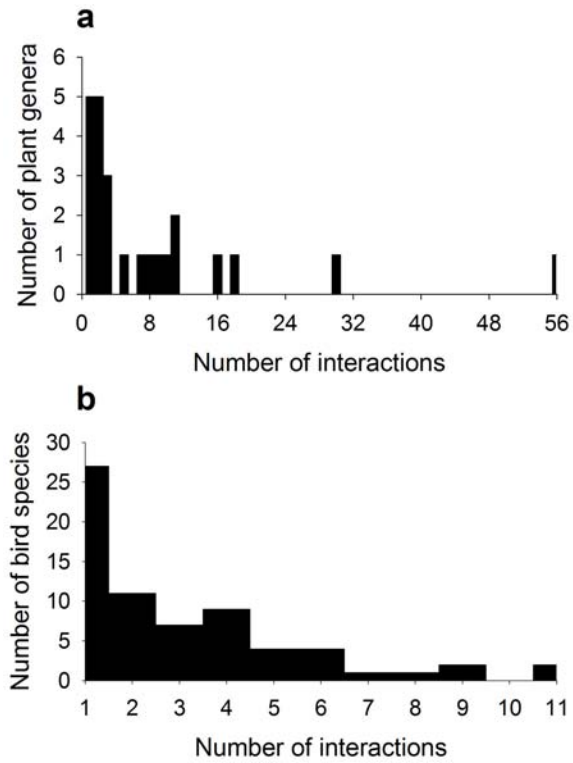 a
6
5
4
3
2
1
0
Number of plant genera
0 8 16 24 32 40 48 56
Number of interactions
b
30
25
20
15
10
5
0
Number of bird species
1 2 3 4 5 6 7 8 9 10 11
Number of interactions